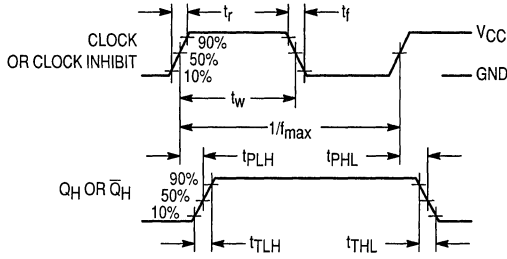 tr
tf
CLOCK
OR CLOCK INHIBIT
90%
50%
10%
VCC
GND
tw
1/fmax
tPLH
tPHL
QH OR Q̅H
90%
50%
10%
tTLH
tTHL